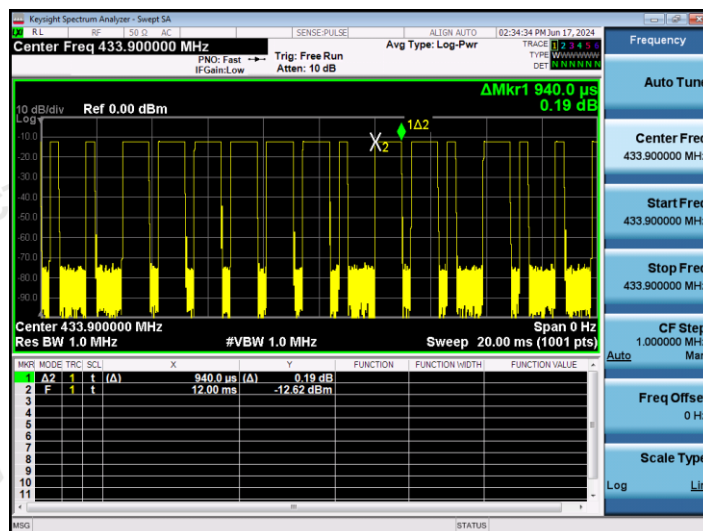 Keysight Spectrum Analyzer - Swept SA
RL RF 50 Ω AC SENSE:PULSE ALIGN AUTO 02:34:34 PM Jun 17, 2024
Center Freq 433.900000 MHz
PNO: Fast Trig: Free Run Avg Type: Log-Pwr TRACE 1 2 3 4 5 6
IFGain:Low Atten: 10 dB TYPE WWWWWW
DET N N N N N N
ΔMkr1 940.0 µs
0.19 dB
10 dB/div Ref 0.00 dBm
Log
1Δ2
-10.0
2
-20.0
-30.0
-40.0
-50.0
-60.0
-70.0
-80.0
-90.0
Center 433.900000 MHz Span 0 Hz
Res BW 1.0 MHz #VBW 1.0 MHz Sweep 20.00 ms (1001 pts)
MKR MODE TRC SCL X Y FUNCTION FUNCTION WIDTH FUNCTION VALUE
1 Δ2 1 t (Δ) 940.0 µs (Δ) 0.19 dB
2 F 1 t 12.00 ms -12.62 dBm
3
4
5
6
7
8
9
10
11
MSG STATUS
Frequency
Auto Tune
Center Freq
433.900000 MHz
Start Freq
433.900000 MHz
Stop Freq
433.900000 MHz
CF Step
1.000000 MHz
Auto Man
Freq Offset
0 Hz
Scale Type
Log Lin